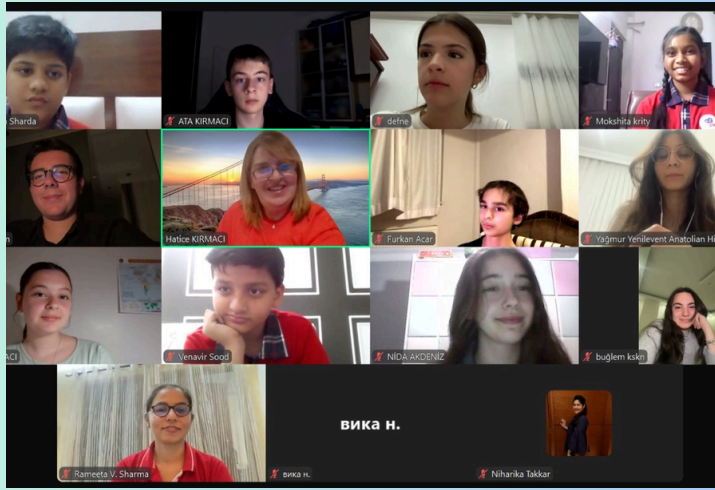 Sharda
ATA KIRMACI
defne
Mokshita krity
Hatice KIRMACI
Furkan Acar
Yağmur Yenilevent Anatolian Hi
ACI
Venavir Sood
NİDA AKDENİZ
buğlem kskn
вика н.
Rameeta V. Sharma
вика н.
Niharika Takkar